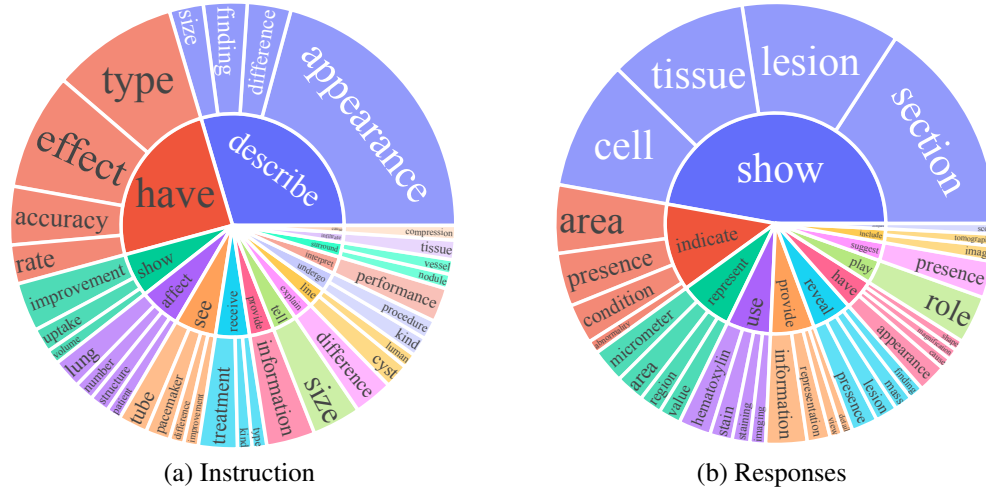 describe
appearance
difference
finding
size
have
type
effect
accuracy
rate
show
improvement
uptake
volume
affect
lung
number
structure
patient
see
tube
pacemaker
difference
improvement
receive
treatment
kind
type
provide
information
tell
size
explain
difference
line
cyst
human
undergo
kind
procedure
interpret
performance
surround
nodule
vessel
tissue
compression
(a) Instruction
show
section
lesion
tissue
cell
indicate
area
presence
condition
abnormality
represent
micrometer
area
region
value
use
hematoxylin
stain
staining
imaging
provide
information
representation
view
detail
reveal
presence
lesion
mass
finding
have
appearance
cause
magnification
shape
play
role
suggest
presence
include
(b) Responses